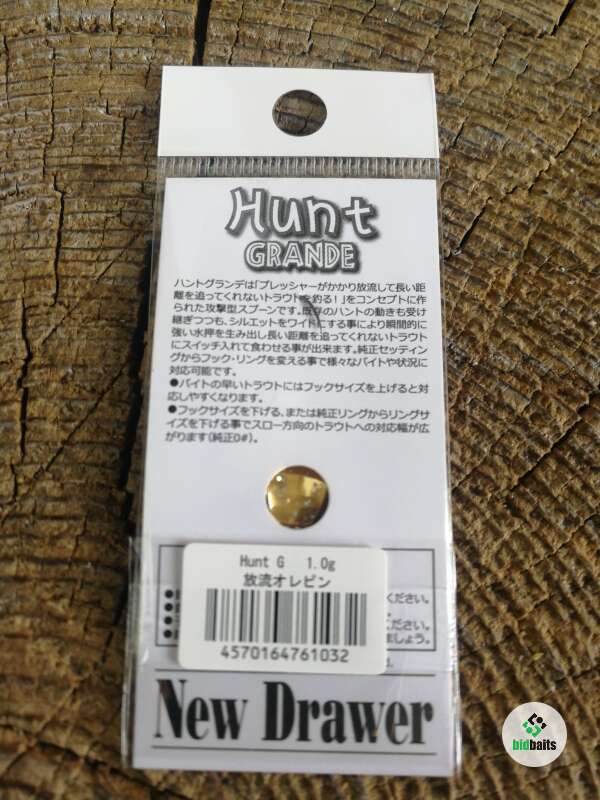 Hunt
GRANDE
ハントグランデは「プレッシャーがかかり放流して長い距
離を追ってくれないトラウトを釣る！」をコンセプトに作
られた攻撃型スプーンです。既存のハントの動きも受け
継ぎつつも、シルエットをワイドにする事により瞬間的に
強い水押を生み出し長い距離を追ってくれないトラウト
にスイッチ入れて食わせる事が出来ます。純正セッティ
ングからフック・リングを変える事で様々なバイトや状況に
対応可能です。
●バイトの早いトラウトにはフックサイズを上げると対
応しやすくなります。
●フックサイズを下げる、または純正リングからリングサ
イズを下げる事でスロー方向のトラウトへの対応幅が広
がります(純正0#)。
Hunt G 1.0g
放流オレピン
ください。
ください。
ましょう。
4570164761032
New Drawer
bidbaits